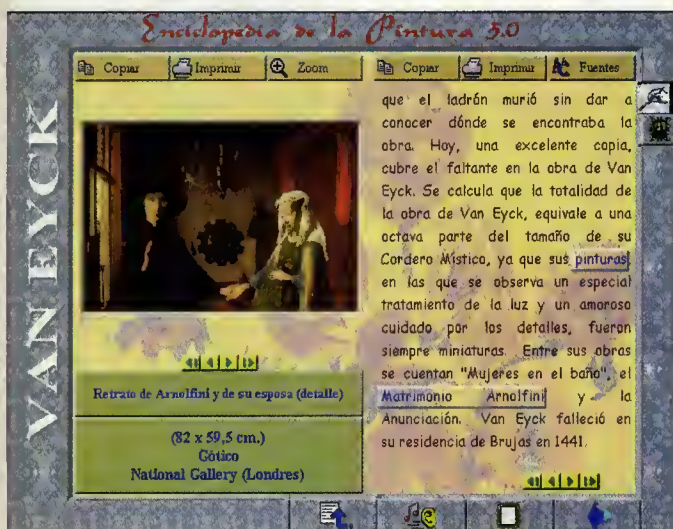 Enciclopedia de la Pintura 5.0
VAN EYCK
Copiar Imprimir Zoom
Copiar Imprimir Fuentes
que el ladrón murió sin dar a
conocer dónde se encontraba la
obra. Hoy, una excelente copia,
cubre el faltante en la obra de Van
Eyck. Se calcula que la totalidad de
la obra de Van Eyck, equivale a una
octava parte del tamaño de su
Cordero Místico, ya que sus pinturas,
en las que se observa un especial
tratamiento de la luz y un amoroso
cuidado por los detalles, fueron
siempre miniaturas. Entre sus obras
se cuentan "Mujeres en el baño", el
Matrimonio Arnolfini y la
Anunciación. Van Eyck falleció en
su residencia de Brujas en 1441.
Retrato de Arnolfini y de su esposa (detalle)
(82 x 59,5 cm.)
Gótico
National Gallery (Londres)